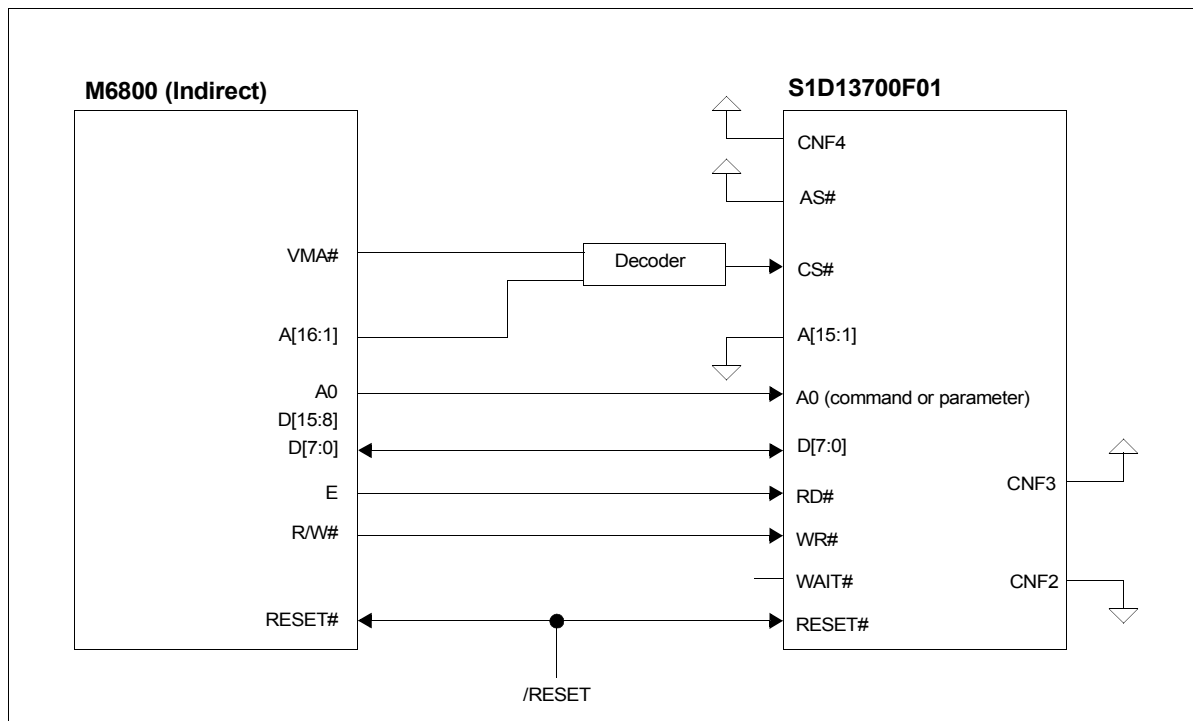 M6800 (Indirect)
VMA#
A[16:1]
A0
D[15:8]
D[7:0]
E
R/W#
RESET#
Decoder
/RESET
S1D13700F01
CNF4
AS#
CS#
A[15:1]
A0 (command or parameter)
D[7:0]
RD#
WR#
WAIT#
RESET#
CNF3
CNF2